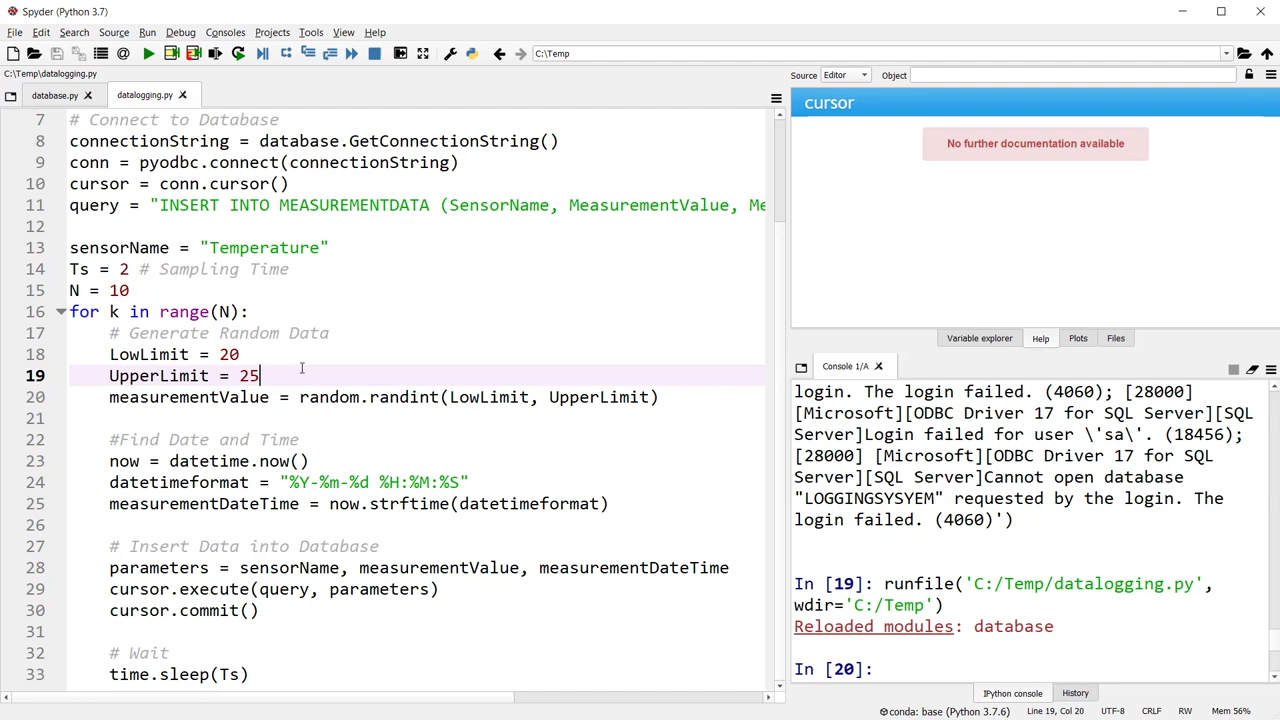 Spyder (Python 3.7)
File Edit Search Source Run Debug Consoles Projects Tools View Help
C:\Temp
C:\Temp\datalogging.py
database.py
datalogging.py
7 # Connect to Database
8 connectionString = database.GetConnectionString()
9 conn = pyodbc.connect(connectionString)
10 cursor = conn.cursor()
11 query = "INSERT INTO MEASUREMENTDATA (SensorName, MeasurementValue, Me
12
13 sensorName = "Temperature"
14 Ts = 2 # Sampling Time
15 N = 10
16 for k in range(N):
17 # Generate Random Data
18 LowLimit = 20
19 UpperLimit = 25
20 measurementValue = random.randint(LowLimit, UpperLimit)
21
22 #Find Date and Time
23 now = datetime.now()
24 datetimeformat = "%Y-%m-%d %H:%M:%S"
25 measurementDateTime = now.strftime(datetimeformat)
26
27 # Insert Data into Database
28 parameters = sensorName, measurementValue, measurementDateTime
29 cursor.execute(query, parameters)
30 cursor.commit()
31
32 # Wait
33 time.sleep(Ts)
Source Editor Object
cursor
No further documentation available
Variable explorer Help Plots Files
Console 1/A
login. The login failed. (4060); [28000]
[Microsoft][ODBC Driver 17 for SQL Server][SQL
Server]Login failed for user \'sa\'. (18456);
[28000] [Microsoft][ODBC Driver 17 for SQL
Server][SQL Server]Cannot open database
"LOGGINGSYSYEM" requested by the login. The
login failed. (4060)')
In [19]: runfile('C:/Temp/datalogging.py',
wdir='C:/Temp')
Reloaded modules: database
In [20]:
IPython console History
conda: base (Python 3.7.6) Line 19, Col 20 UTF-8 CRLF RW Mem 56%